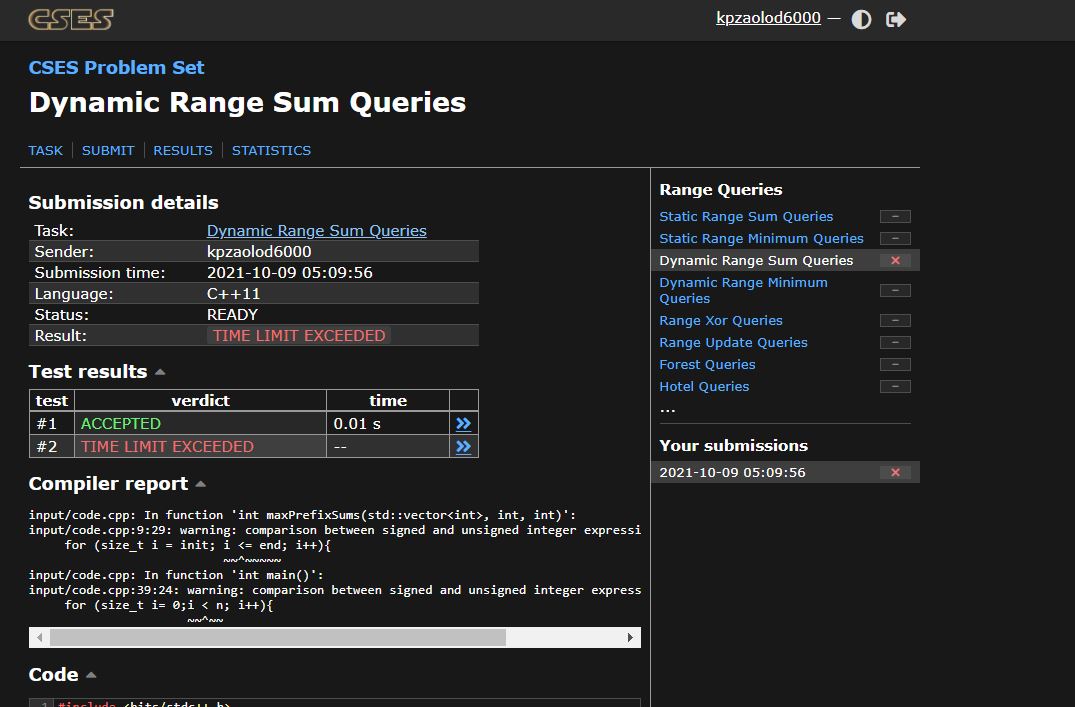 CSES
kpzaolod6000 —
CSES Problem Set
Dynamic Range Sum Queries
TASK | SUBMIT | RESULTS | STATISTICS
Submission details
Task: Dynamic Range Sum Queries
Sender: kpzaolod6000
Submission time: 2021-10-09 05:09:56
Language: C++11
Status: READY
Result: TIME LIMIT EXCEEDED
Test results
test verdict time
#1 ACCEPTED 0.01 s »
#2 TIME LIMIT EXCEEDED -- »
Compiler report
input/code.cpp: In function 'int maxPrefixSums(std::vector<int>, int, int)':
input/code.cpp:9:29: warning: comparison between signed and unsigned integer expressi
for (size_t i = init; i <= end; i++){
~~^~~~~~
input/code.cpp: In function 'int main()':
input/code.cpp:39:24: warning: comparison between signed and unsigned integer express
for (size_t i= 0;i < n; i++){
~~^~~
Code
1 #include <bits/stdc++.h>
Range Queries
Static Range Sum Queries –
Static Range Minimum Queries –
Dynamic Range Sum Queries ×
Dynamic Range Minimum
Queries –
Range Xor Queries –
Range Update Queries –
Forest Queries –
Hotel Queries –
...
Your submissions
2021-10-09 05:09:56 ×